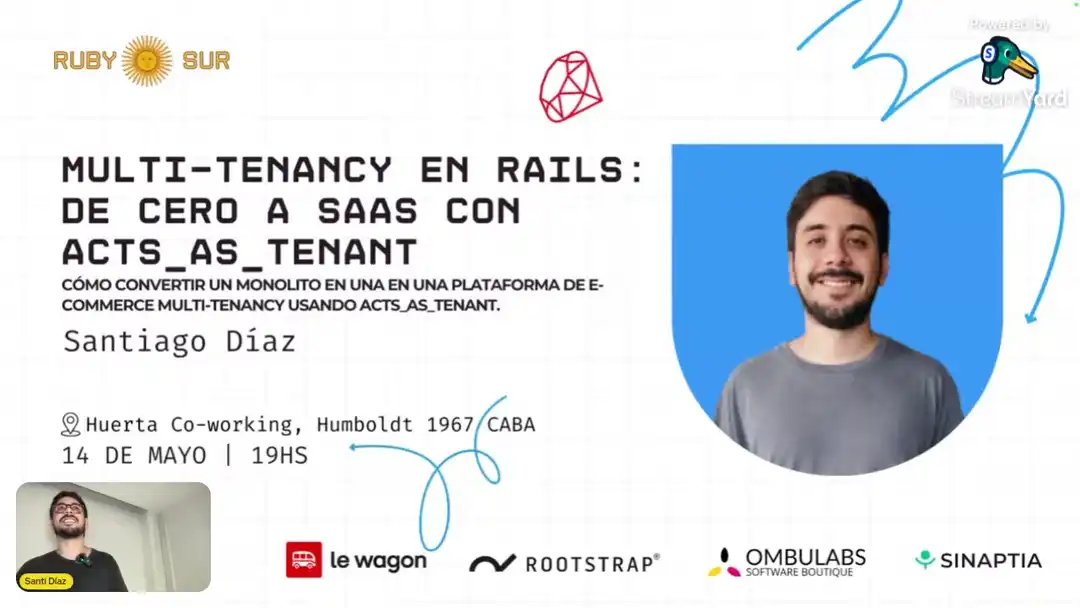 RUBY SUR
Powered by
StreamYard
MULTI-TENANCY EN RAILS:
DE CERO A SAAS CON
ACTS_AS_TENANT
CÓMO CONVERTIR UN MONOLITO EN UNA EN UNA PLATAFORMA DE E-
COMMERCE MULTI-TENANCY USANDO ACTS_AS_TENANT.
Santiago Díaz
Huerta Co-working, Humboldt 1967 CABA
14 DE MAYO | 19HS
Santi Díaz
le wagon
ROOTSTRAP®
OMBULABS
SOFTWARE BOUTIQUE
SINAPTIA